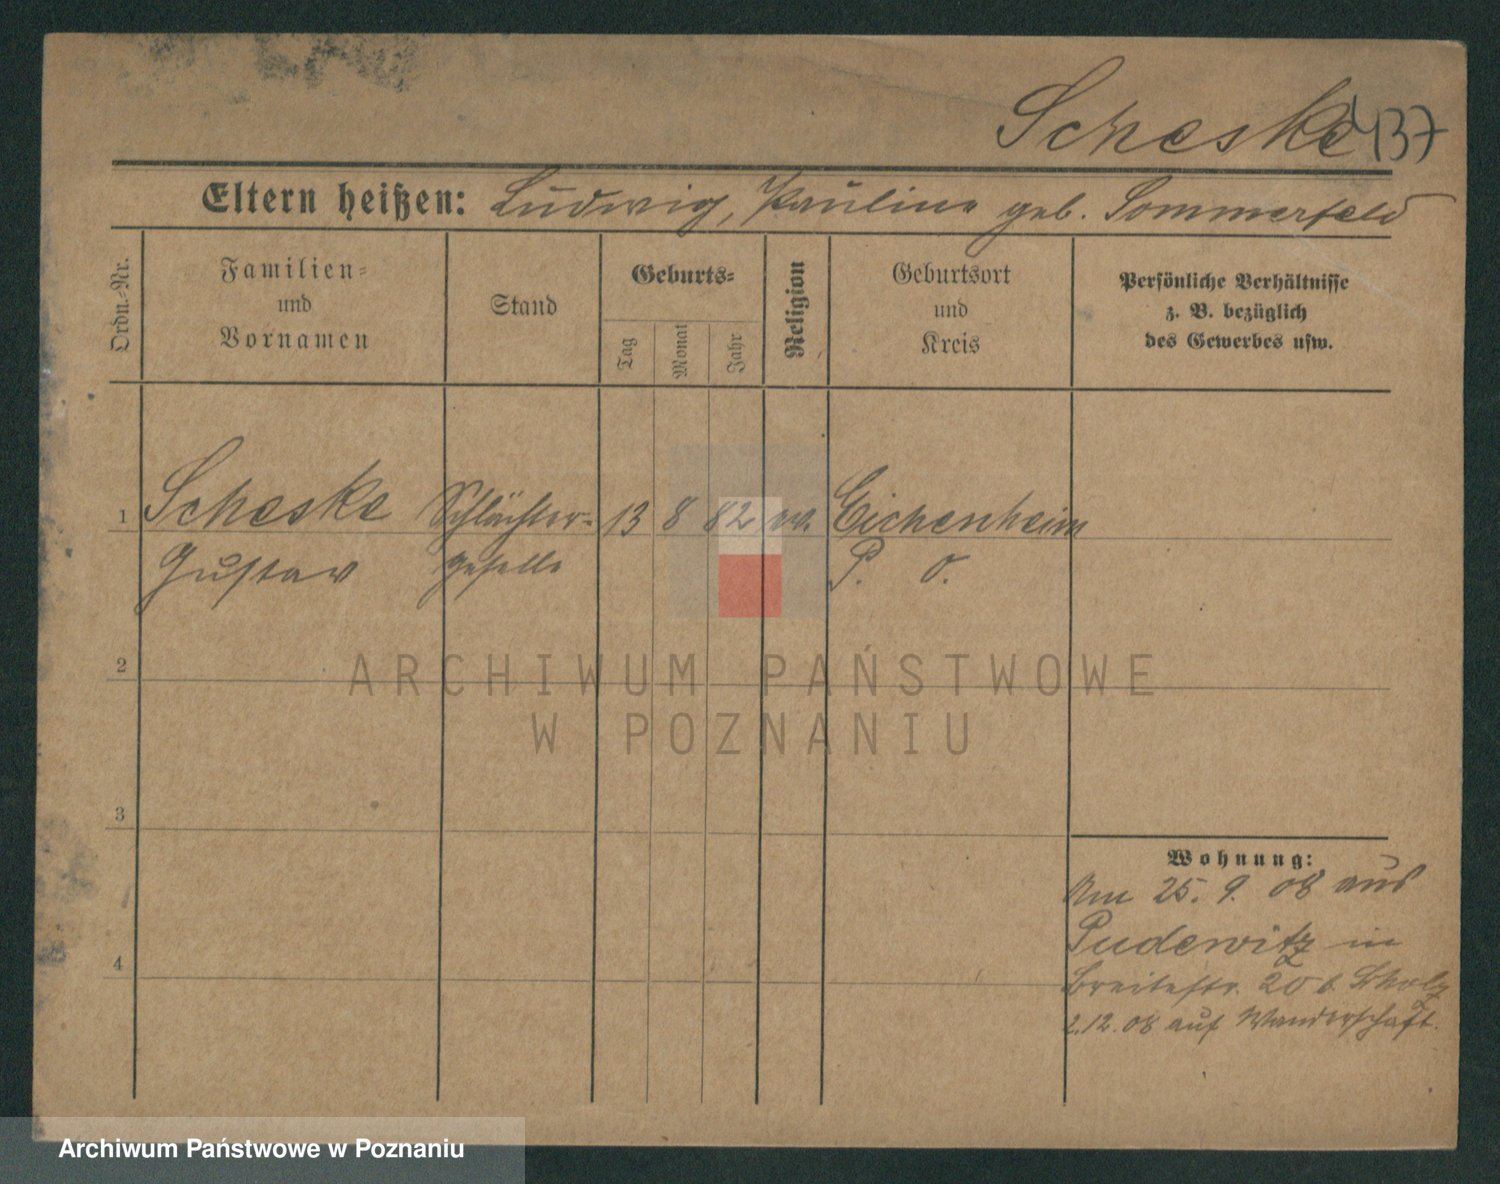 Scheske 437
Eltern heißen: Ludwig, Pauline geb. Sommerfeld
Ordn.-Nr.
Familien-
und
Vornamen
Stand
Geburts-
Tag
Monat
Jahr
Religion
Geburtsort
und
Kreis
Persönliche Verhältnisse
z. B. bezüglich
des Gewerbes usw.
1 Scheske Schlächter- 13 8 82 ev. Eichenheim
Gustav geselle P. O.
2
ARCHIWUM PAŃSTWOWE
W POZNANIU
3
Wohnung:
Am 25. 9. 08 aus
Pudewitz in
4
Breitestr. 20 b. Scholz
2.12.08 auf Wanderschaft.
Archiwum Państwowe w Poznaniu